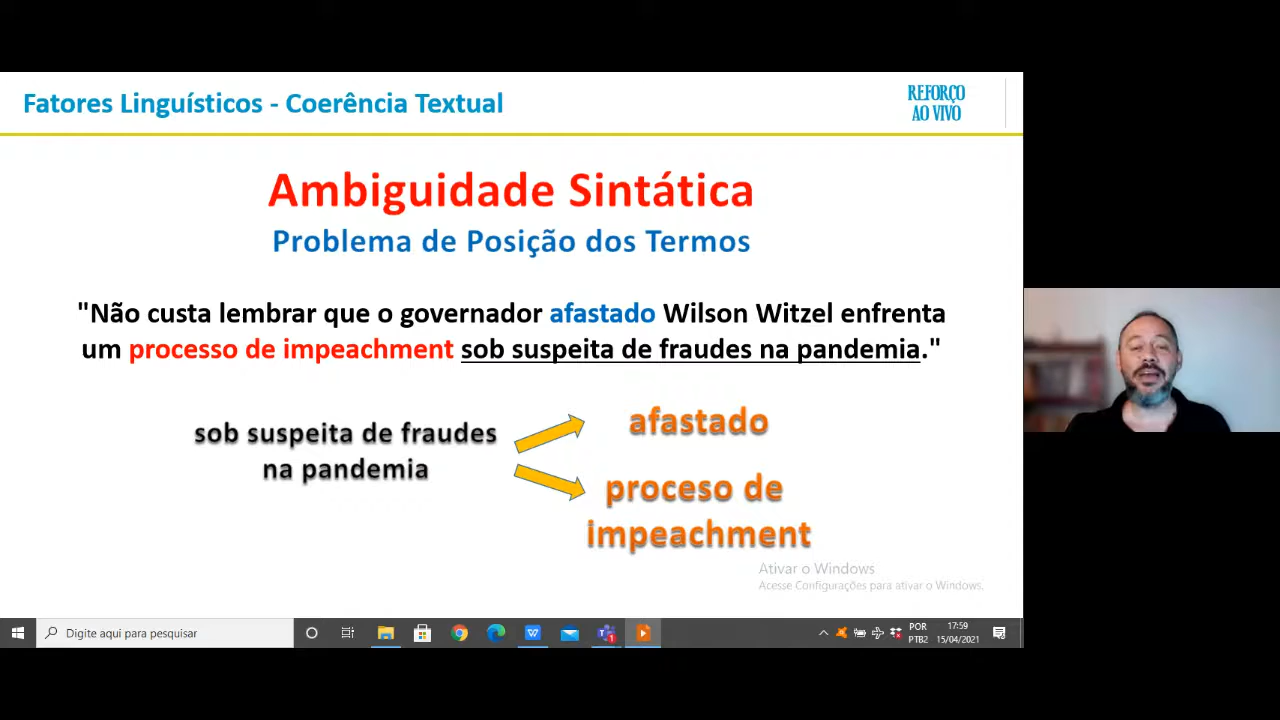 Fatores Linguísticos - Coerência Textual
REFORÇO
AO VIVO
Ambiguidade Sintática
Problema de Posição dos Termos
"Não custa lembrar que o governador afastado Wilson Witzel enfrenta
um processo de impeachment sob suspeita de fraudes na pandemia."
sob suspeita de fraudes
na pandemia
afastado
proceso de
impeachment
Ativar o Windows
Acesse Configurações para ativar o Windows.
Digite aqui para pesquisar
POR
PTB2
17:59
15/04/2021